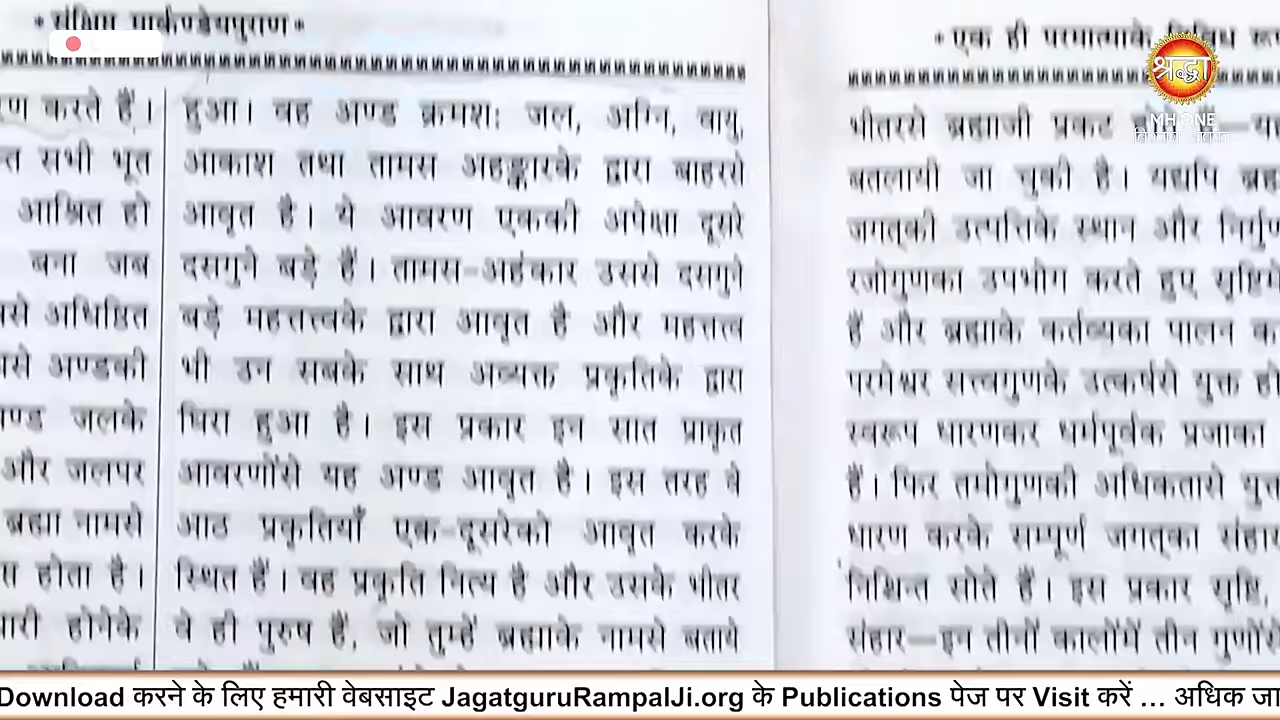 • संक्षिप्त मार्कण्डेयपुराण •
रण करते हैं।
न्त सभी भूत
आश्रित हो
बना जब
से अधिष्ठित
से अण्डकी
ण्ड जलके
और जलपर
ब्रह्मा नामसे
होता है।
होनेके
हुआ। वह अण्ड क्रमशः जल, अग्नि, वायु,
आकाश तथा तामस अहङ्कारके द्वारा बाहरसे
आवृत है। ये आवरण एककी अपेक्षा दूसरे
दसगुने बड़े हैं। तामस-अहंकार उससे दसगुने
बड़े महत्तत्त्वके द्वारा आवृत है और महत्तत्त्व
भी उन सबके साथ अव्यक्त प्रकृतिके द्वारा
घिरा हुआ है। इस प्रकार इन सात प्राकृत
आवरणोंसे यह अण्ड आवृत है। इस तरह वे
आठ प्रकृतियाँ एक-दूसरेको आवृत करके
स्थित हैं। वह प्रकृति नित्य है और उसके भीतर
वे ही पुरुष हैं, जो तुम्हें ब्रह्माके नामसे बताये
• एक ही परमात्माके त्रिविध रूप
भीतरसे ब्रह्माजी प्रकट
बतलायी जा चुकी है। यद्यपि ब्रह्
जगत्की उत्पत्तिके स्थान और निर्गुण
रजोगुणका उपभोग करते हुए सृष्टिमें
हैं और ब्रह्माके कर्तव्यका पालन क
परमेश्वर सत्त्वगुणके उत्कर्षसे युक्त हो
स्वरूप धारणकर धर्मपूर्वक प्रजाका
हैं। फिर तमोगुणकी अधिकतासे युक्त
धारण करके सम्पूर्ण जगत्का संहार
निश्चिन्त सोते हैं। इस प्रकार सृष्टि,
संहार—इन तीनों कालोंमें तीन गुणोंसे
श्रद्धा
MH ONE
Download करने के लिए हमारी वेबसाइट JagatguruRampalJi.org के Publications पेज पर Visit करें ... अधिक जा